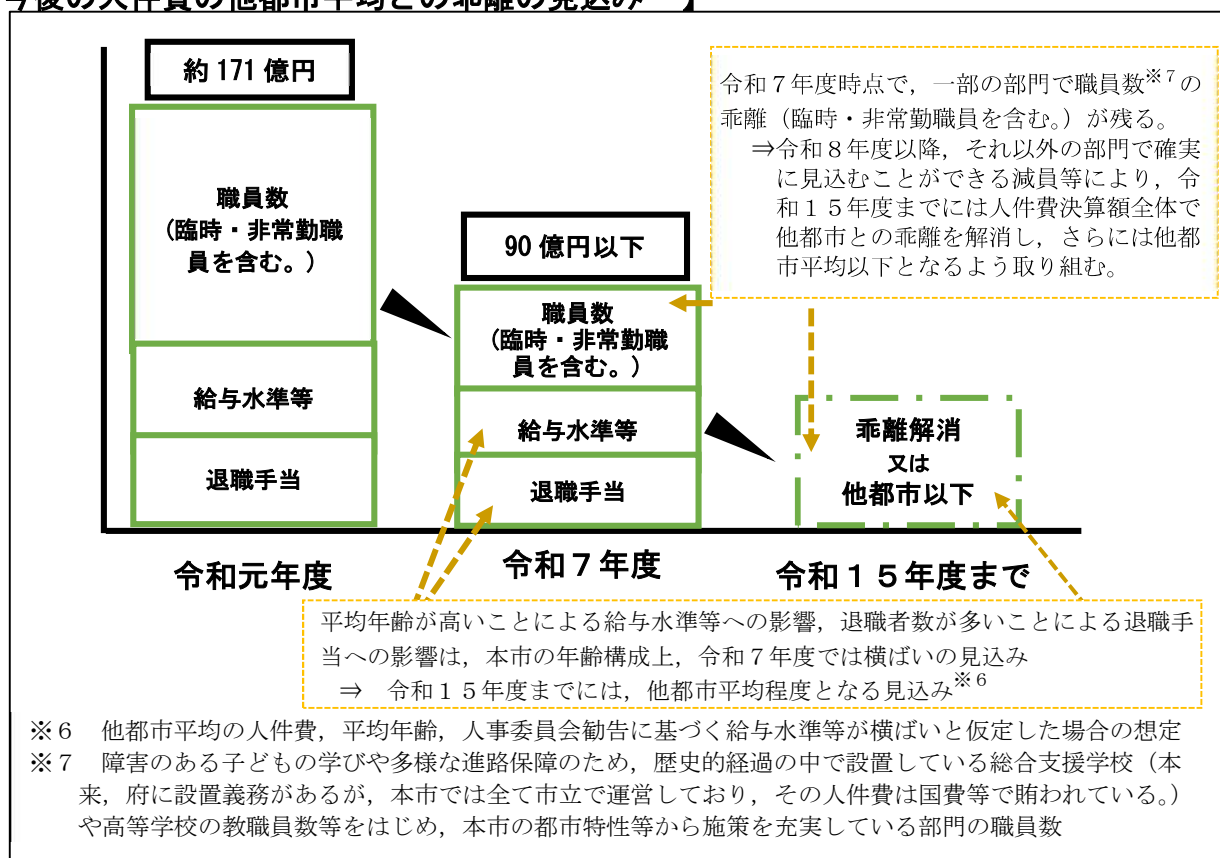 今後の人件費の他都市平均との乖離の見込み 】
約 171 億円
職員数
(臨時・非常勤職
員を含む。)
給与水準等
退職手当
90 億円以下
職員数
(臨時・非常勤職
員を含む。)
給与水準等
退職手当
乖離解消
又は
他都市以下
令和７年度時点で，一部の部門で職員数※７の
乖離（臨時・非常勤職員を含む。）が残る。
⇒令和８年度以降，それ以外の部門で確実
に見込むことができる減員等により，令
和１５年度までには人件費決算額全体で
他都市との乖離を解消し，さらには他都
市平均以下となるよう取り組む。
令和元年度
令和７年度
令和１５年度まで
平均年齢が高いことによる給与水準等への影響，退職者数が多いことによる退職手
当への影響は，本市の年齢構成上，令和７年度では横ばいの見込み
⇒ 令和１５年度までには，他都市平均程度となる見込み※６
※６ 他都市平均の人件費，平均年齢，人事委員会勧告に基づく給与水準等が横ばいと仮定した場合の想定
※７ 障害のある子どもの学びや多様な進路保障のため，歴史的経過の中で設置している総合支援学校（本
来，府に設置義務があるが，本市では全て市立で運営しており，その人件費は国費等で賄われている。）
や高等学校の教職員数等をはじめ，本市の都市特性等から施策を充実している部門の職員数